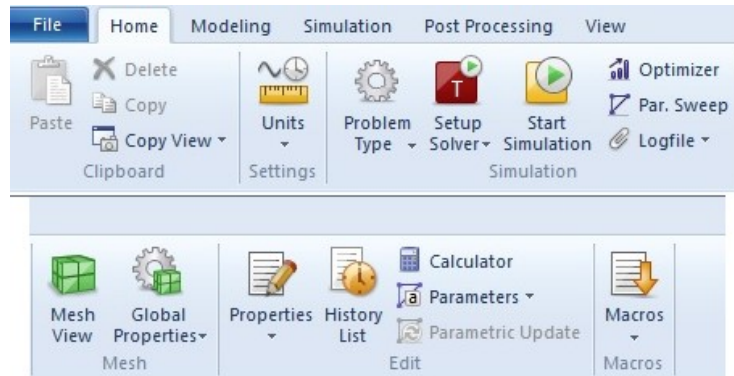 File Home Modeling Simulation Post Processing View
Delete
Copy
Copy View
Paste
Clipboard
Units
Settings
Problem Type
Setup Solver
Start Simulation
Optimizer
Par. Sweep
Logfile
Simulation
Mesh View
Global Properties
Mesh
Properties
History List
Calculator
Parameters
Parametric Update
Edit
Macros
Macros